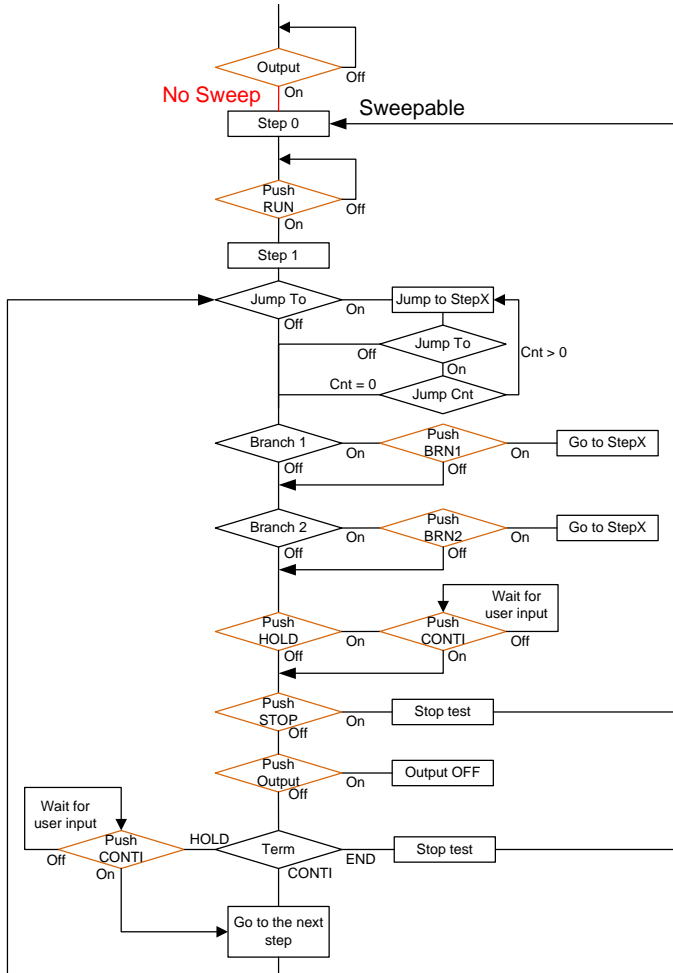 Output
Off
On
No Sweep
Sweepable
Step 0
Push
RUN
Off
On
Step 1
Jump To
On
Jump to StepX
Off
Off
Jump To
On
Cnt > 0
Cnt = 0
Jump Cnt
Branch 1
On
Push
BRN1
On
Go to StepX
Off
Off
Branch 2
On
Push
BRN2
On
Go to StepX
Off
Off
Wait for
user input
Push
HOLD
On
Push
CONTI
Off
Off
On
Push
STOP
On
Stop test
Off
Push
Output
On
Output OFF
Off
Wait for
user input
Push
CONTI
Off
On
HOLD
Term
END
Stop test
CONTI
Go to the next
step